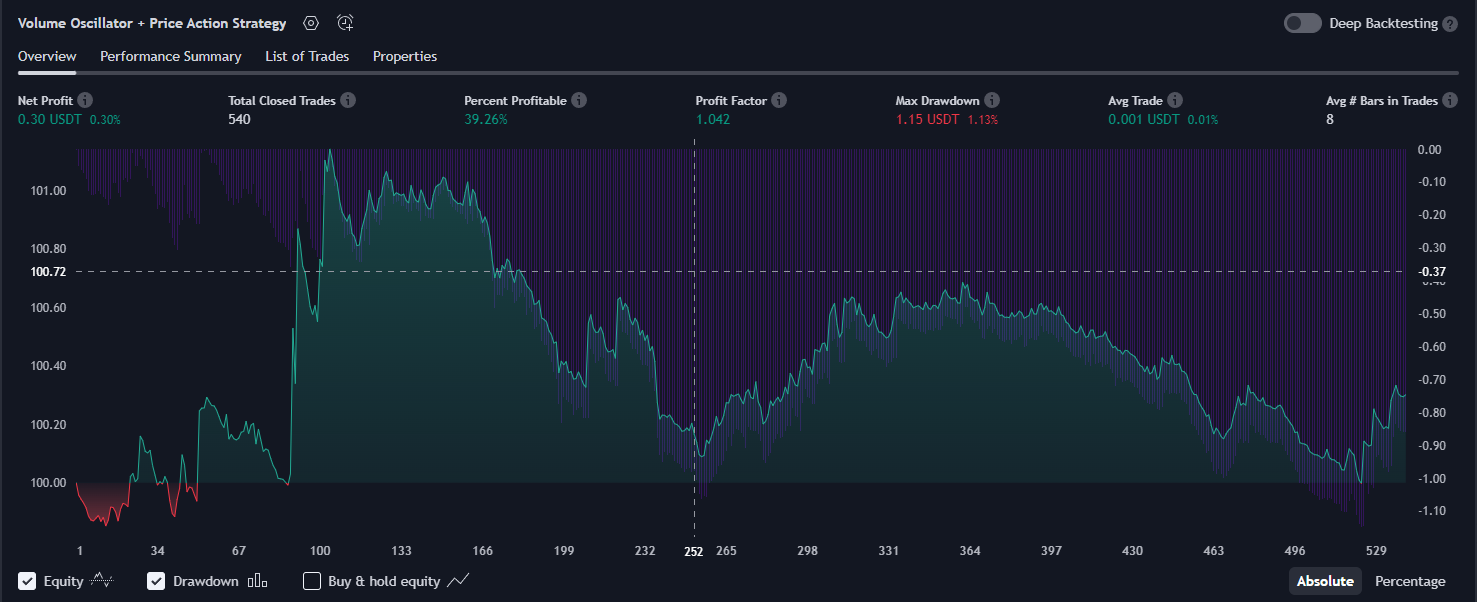 Volume Oscillator + Price Action Strategy
Deep Backtesting ?
Overview Performance Summary List of Trades Properties
Net Profit Total Closed Trades Percent Profitable Profit Factor Max Drawdown Avg Trade Avg # Bars in Trades
0.30 USDT 0.30% 540 39.26% 1.042 1.15 USDT 1.13% 0.001 USDT 0.01% 8
0.00
101.00 -0.10
-0.20
100.80 -0.30
100.72 -0.37
-0.40
100.60 -0.50
-0.60
100.40 -0.70
-0.80
100.20 -0.90
100.00 -1.00
-1.10
1 34 67 100 133 166 199 232 252 265 298 331 364 397 430 463 496 529
Equity Drawdown Buy & hold equity Absolute Percentage